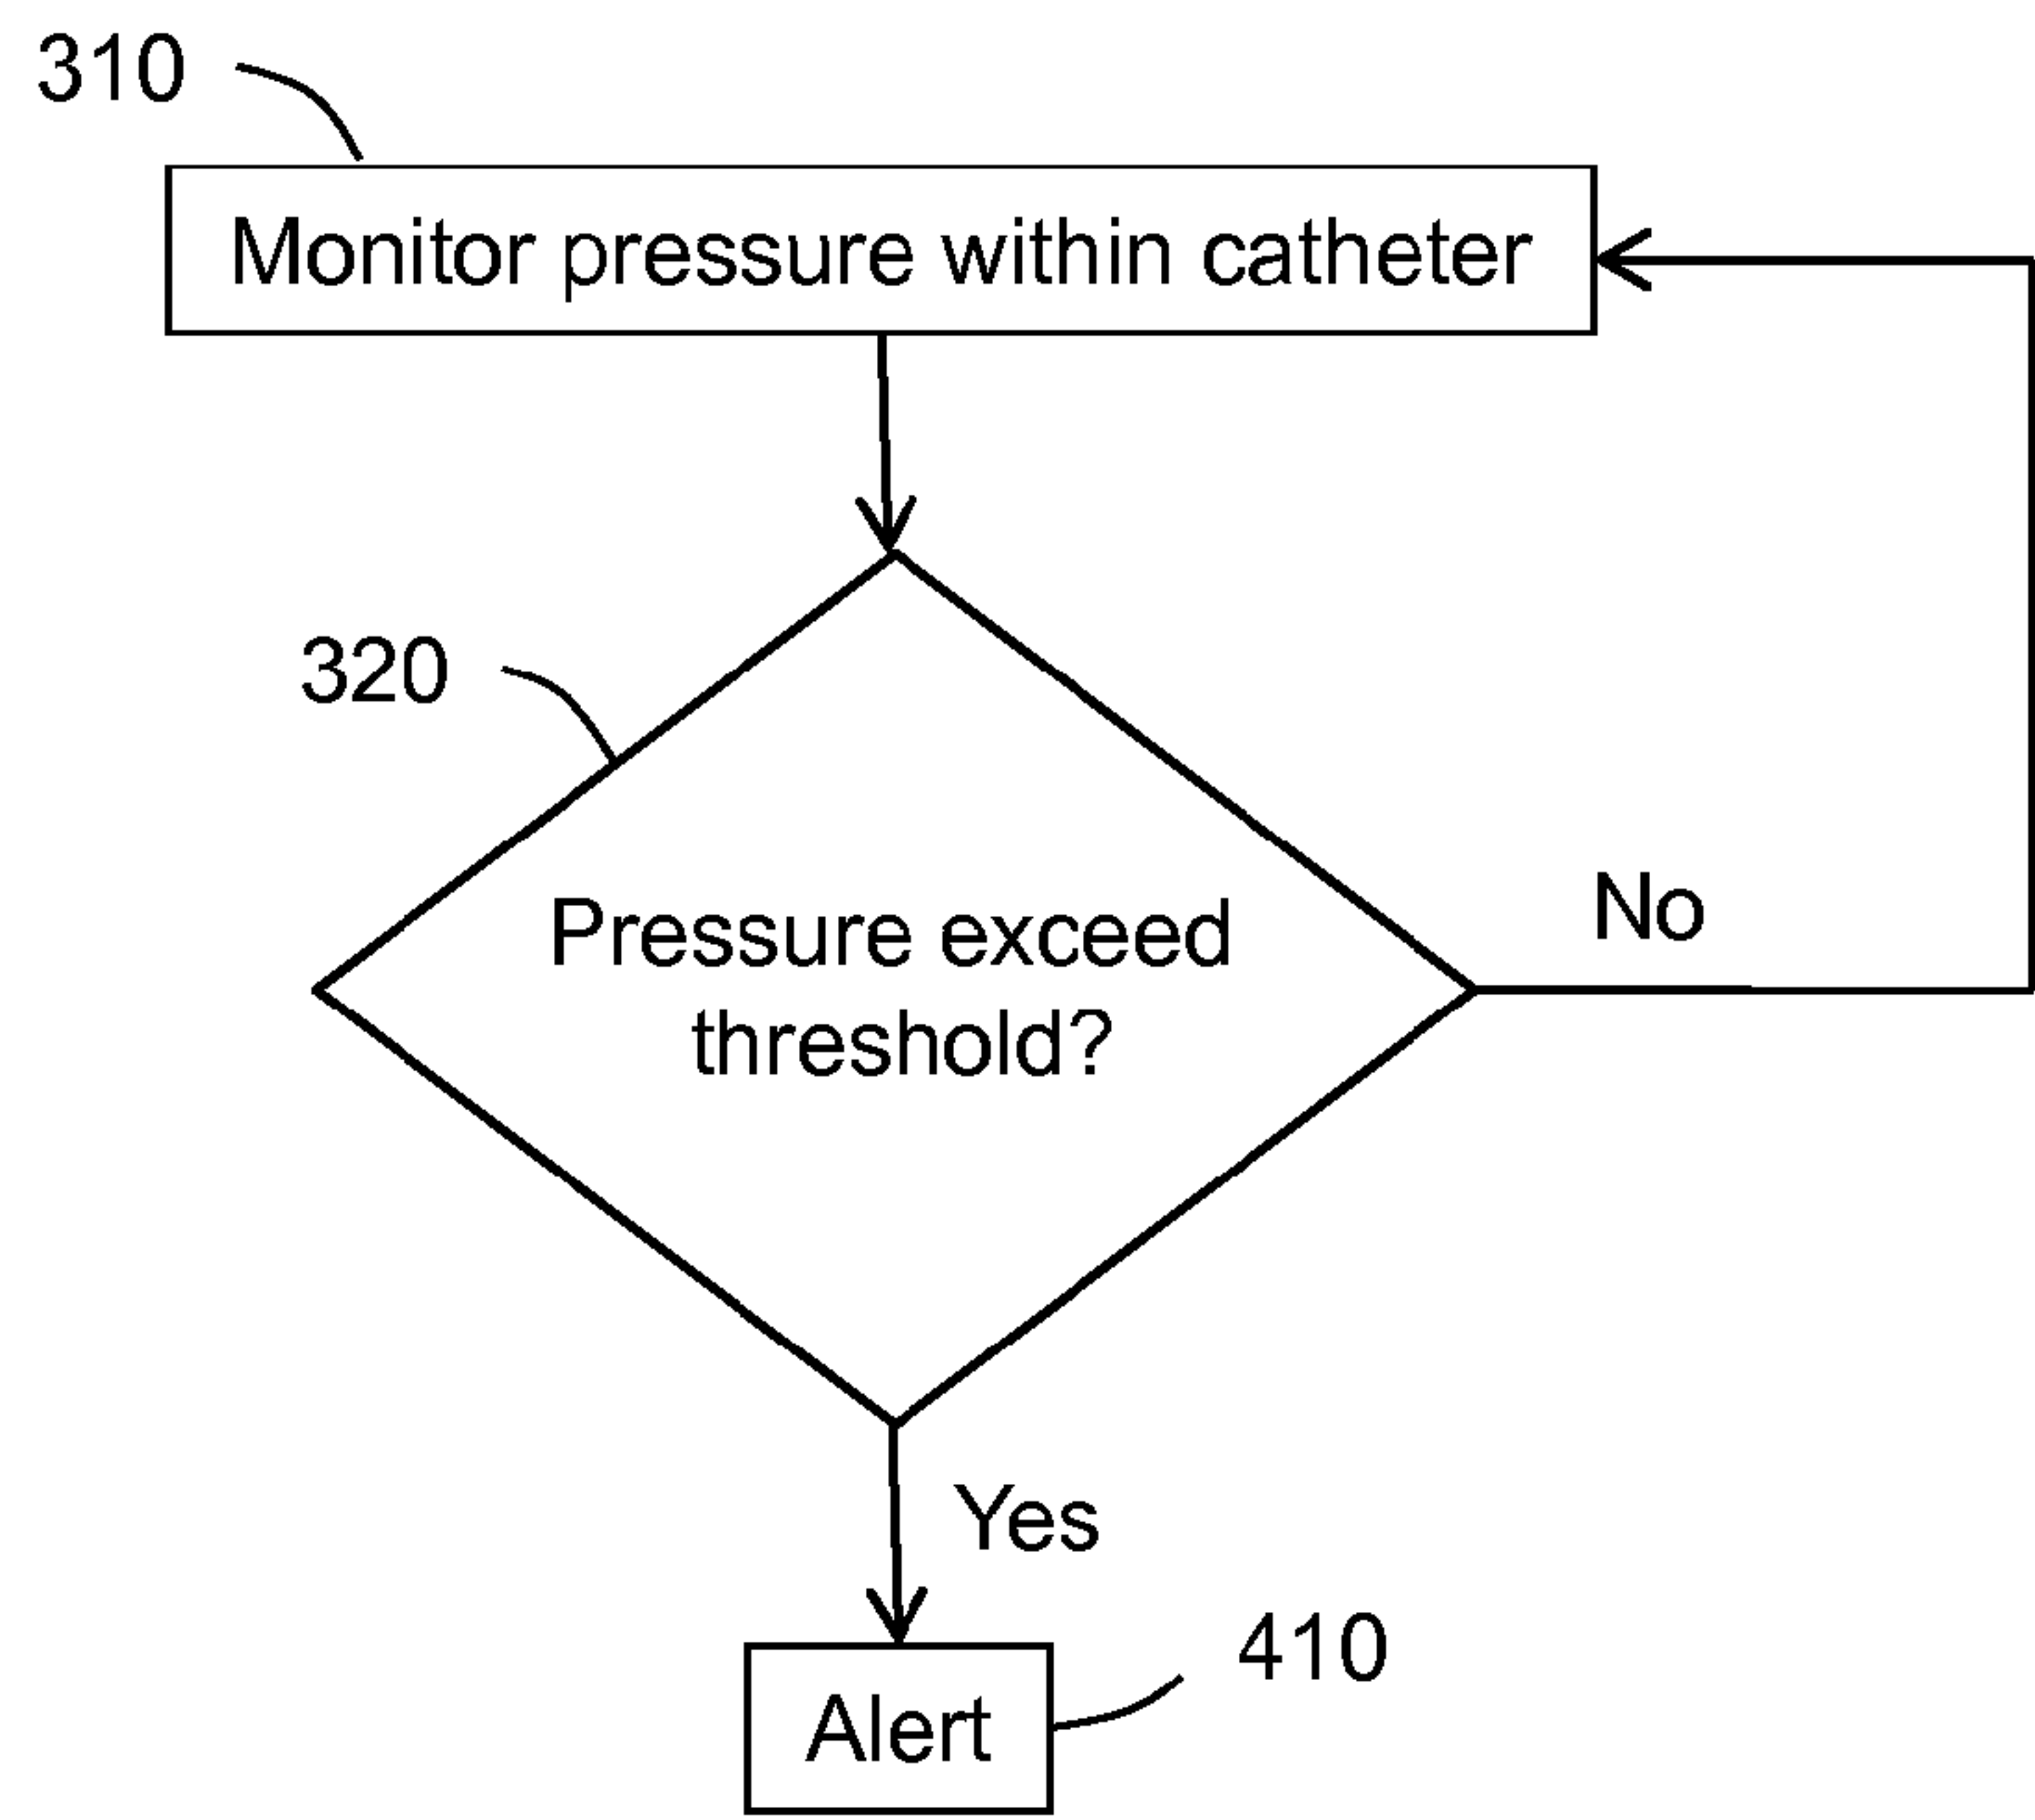 310
Monitor pressure within catheter
320
Pressure exceed
threshold?
No
Yes
410
Alert